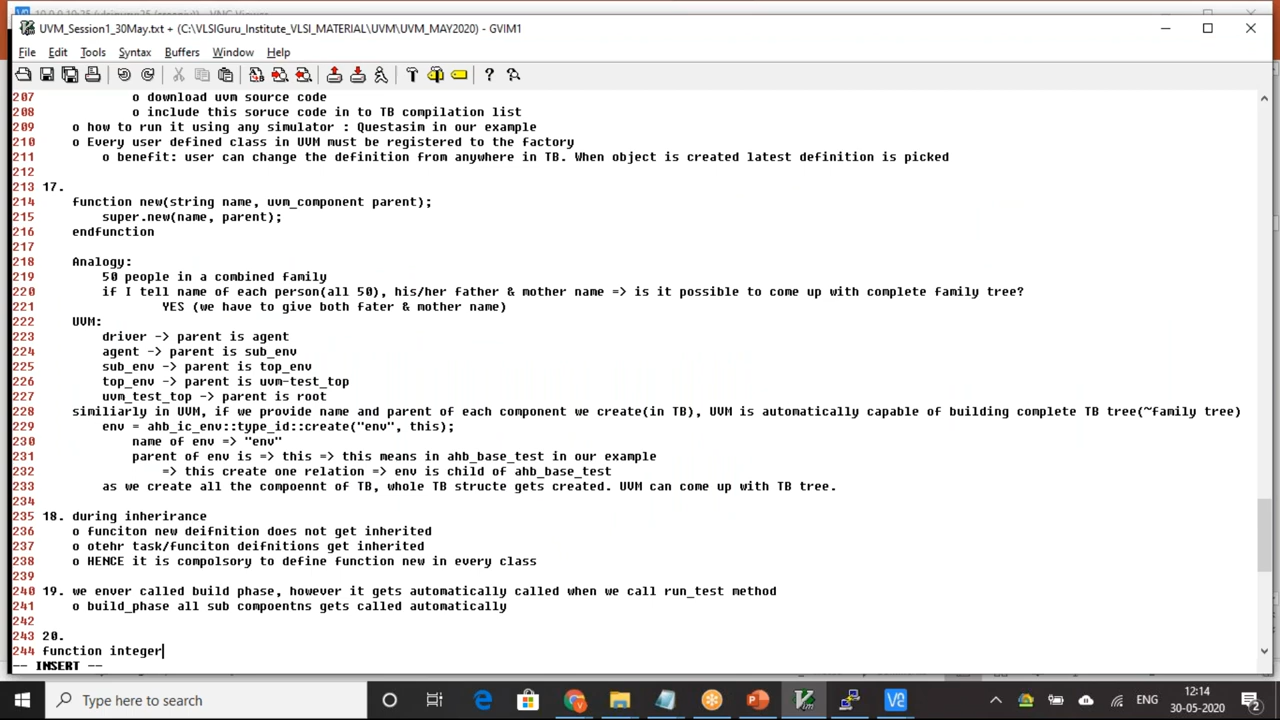 UVM_Session1_30May.txt + (C:\VLSIGuru_Institute_VLSI_MATERIAL\UVM\UVM_MAY2020) - GVIM1
File Edit Tools Syntax Buffers Window Help
207 o download uvm source code
208 o include this soruce code in to TB compilation list
209 o how to run it using any simulator : Questasim in our example
210 o Every user defined class in UVM must be registered to the factory
211 o benefit: user can change the definition from anywhere in TB. When object is created latest definition is picked
212
213 17.
214 function new(string name, uvm_component parent);
215 super.new(name, parent);
216 endfunction
217
218 Analogy:
219 50 people in a combined family
220 if I tell name of each person(all 50), his/her father & mother name => is it possible to come up with complete family tree?
221 YES (we have to give both fater & mother name)
222 UVM:
223 driver -> parent is agent
224 agent -> parent is sub_env
225 sub_env -> parent is top_env
226 top_env -> parent is uvm-test_top
227 uvm_test_top -> parent is root
228 similiarly in UVM, if we provide name and parent of each component we create(in TB), UVM is automatically capable of building complete TB tree(~family tree)
229 env = ahb_ic_env::type_id::create("env", this);
230 name of env => "env"
231 parent of env is => this => this means in ahb_base_test in our example
232 => this create one relation => env is child of ahb_base_test
233 as we create all the compoennt of TB, whole TB structe gets created. UVM can come up with TB tree.
234
235 18. during inherirance
236 o funciton new deifnition does not get inherited
237 o otehr task/funciton deifnitions get inherited
238 o HENCE it is compolsory to define function new in every class
239
240 19. we enver called build phase, however it gets automatically called when we call run_test method
241 o build_phase all sub compoentns gets called automatically
242
243 20.
244 function integer
-- INSERT --
Type here to search
ENG
12:14
30-05-2020
2